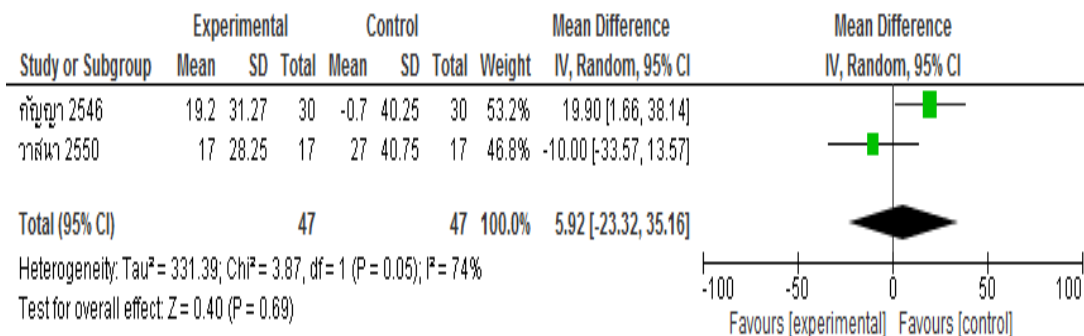 Experimental Control Mean Difference Mean Difference
Study or Subgroup Mean SD Total Mean SD Total Weight IV, Random, 95% CI IV, Random, 95% CI
กัญญา 2546 19.2 31.27 30 -0.7 40.25 30 53.2% 19.90 [1.66, 38.14]
วาสนา 2550 17 28.25 17 27 40.75 17 46.8% -10.00 [-33.57, 13.57]
Total (95% CI) 47 47 100.0% 5.92 [-23.32, 35.16]
Heterogeneity: Tau² = 331.39; Chi² = 3.87, df = 1 (P = 0.05); I² = 74%
Test for overall effect: Z = 0.40 (P = 0.69)
-100 -50 0 50 100
Favours [experimental] Favours [control]